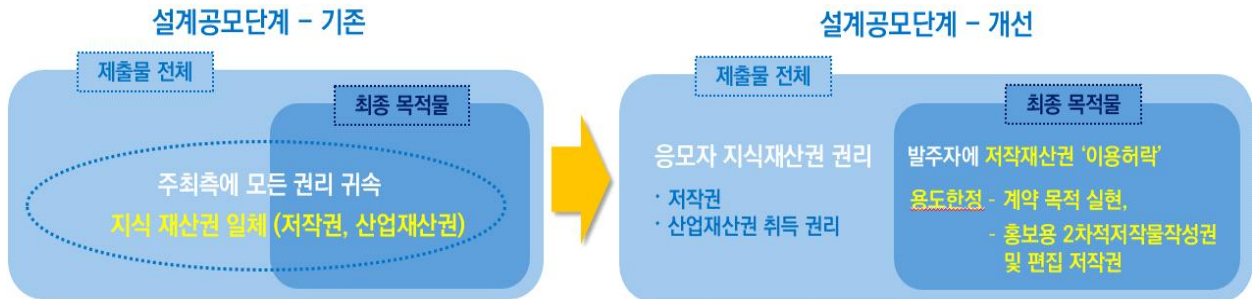 설계공모단계 – 기존
제출물 전체
최종 목적물
주최측에 모든 권리 귀속
지식 재산권 일체 (저작권, 산업재산권)
설계공모단계 – 개선
제출물 전체
최종 목적물
응모자 지식재산권 권리
· 저작권
· 산업재산권 취득 권리
발주자에 저작재산권 ‘이용허락’
용도한정 - 계약 목적 실현,
- 홍보용 2차적저작물작성권
및 편집 저작권